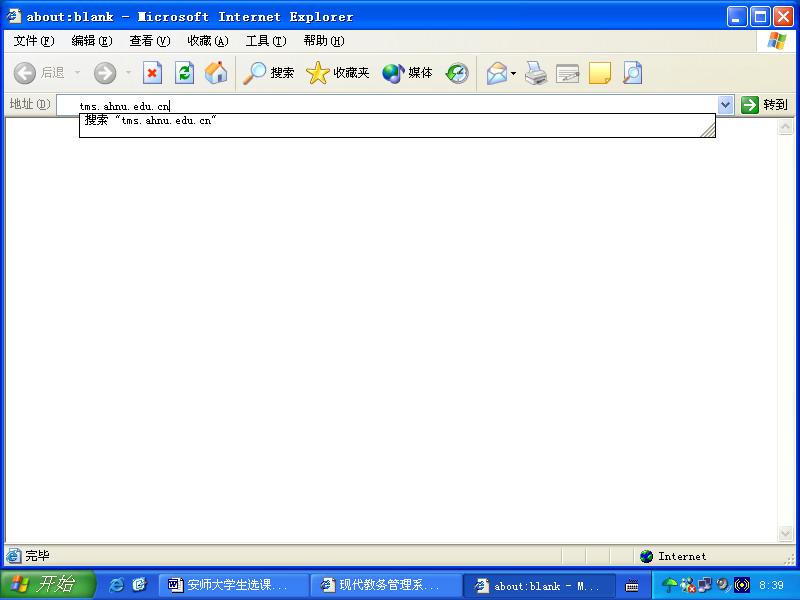 about:blank - Microsoft Internet Explorer
文件(F) 编辑(E) 查看(V) 收藏(A) 工具(T) 帮助(H)
后退 搜索 收藏夹 媒体
地址(D) tms.ahnu.edu.cn 转到
搜索 "tms.ahnu.edu.cn"
完毕 Internet
开始 安师大学生选课... 现代教务管理系... about:blank - M... 8:39